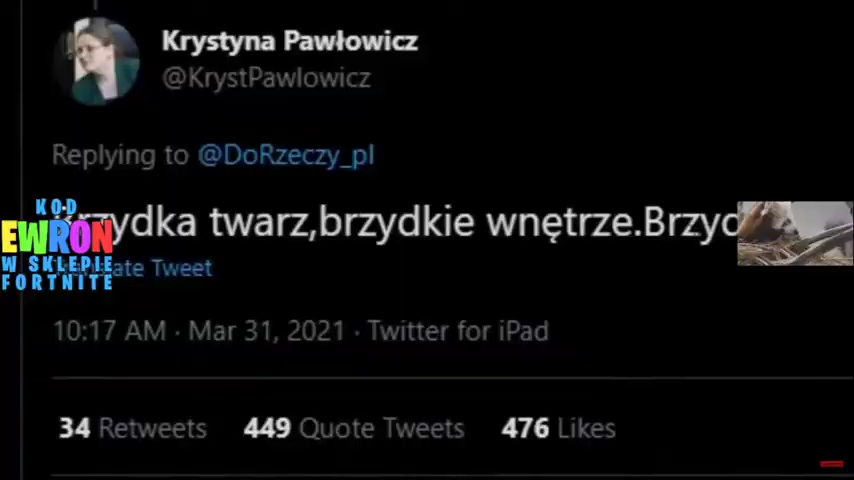 Krystyna Pawłowicz
@KrystPawlowicz
Replying to @DoRzeczy_pl
twarz,brzydkie wnętrze.
Tweet
10:17 AM · Mar 31, 2021 · Twitter for iPad
34 Retweets 449 Quote Tweets 476 Likes
KOD
EWRON
W SKLEPIE
FORTNITE